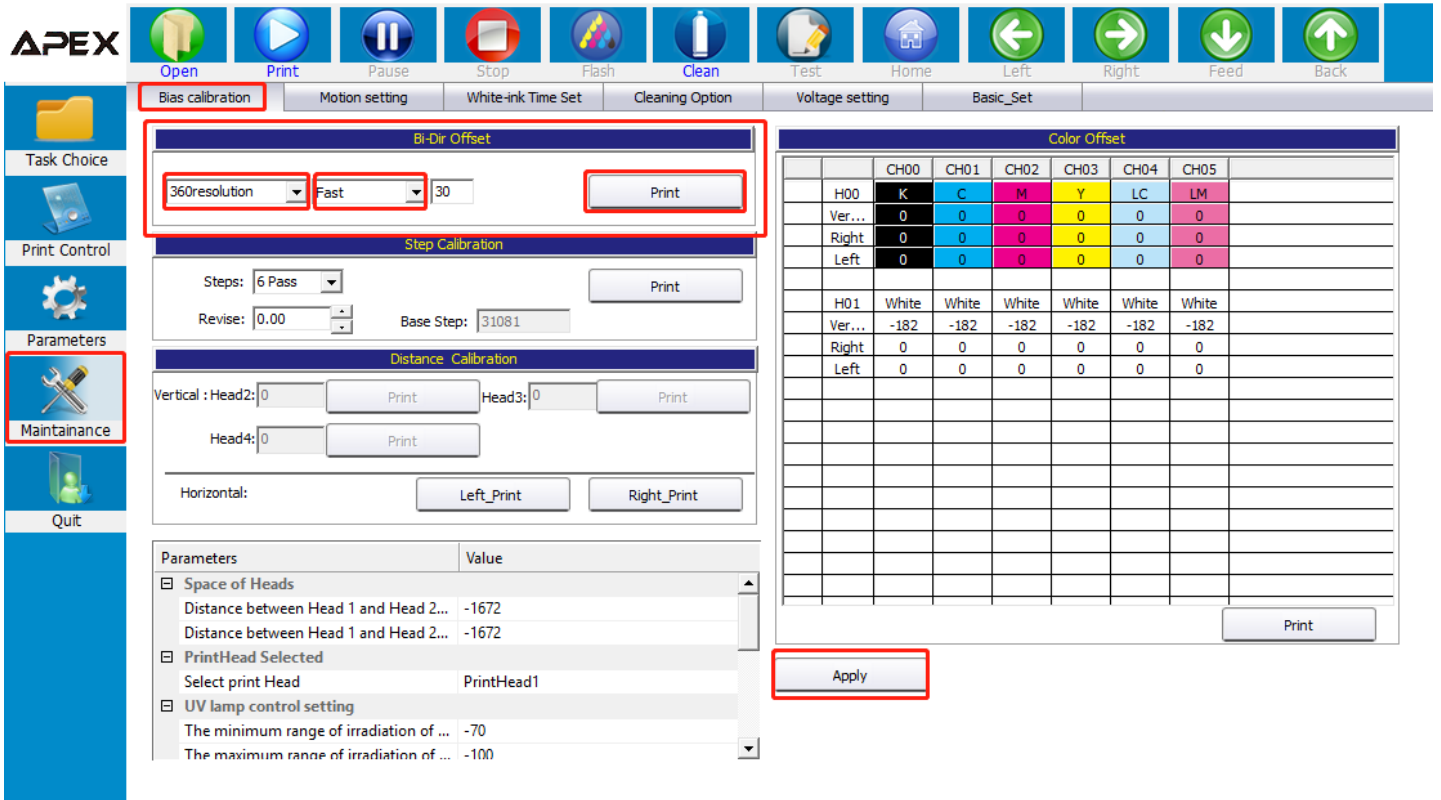 APEX
Open Print Pause Stop Flash Clean Test Home Left Right Feed Back
Bias calibration Motion setting White-ink Time Set Cleaning Option Voltage setting Basic_Set
Task Choice
Print Control
Parameters
Maintainance
Quit
Bi-Dir Offset
360resolution Fast 30 Print
Step Calibration
Steps: 6 Pass Print
Revise: 0.00 Base Step: 31081
Distance Calibration
Vertical : Head2: 0 Print Head3: 0 Print
Head4: 0 Print
Horizontal: Left_Print Right_Print
Parameters Value
Space of Heads
Distance between Head 1 and Head 2... -1672
Distance between Head 1 and Head 2... -1672
PrintHead Selected
Select print Head PrintHead1
UV lamp control setting
The minimum range of irradiation of ... -70
The maximum range of irradiation of ... -100
Color Offset
CH00 CH01 CH02 CH03 CH04 CH05
H00 K C M Y LC LM
Ver... 0 0 0 0 0 0
Right 0 0 0 0 0 0
Left 0 0 0 0 0 0
H01 White White White White White White
Ver... -182 -182 -182 -182 -182 -182
Right 0 0 0 0 0 0
Left 0 0 0 0 0 0
Print
Apply